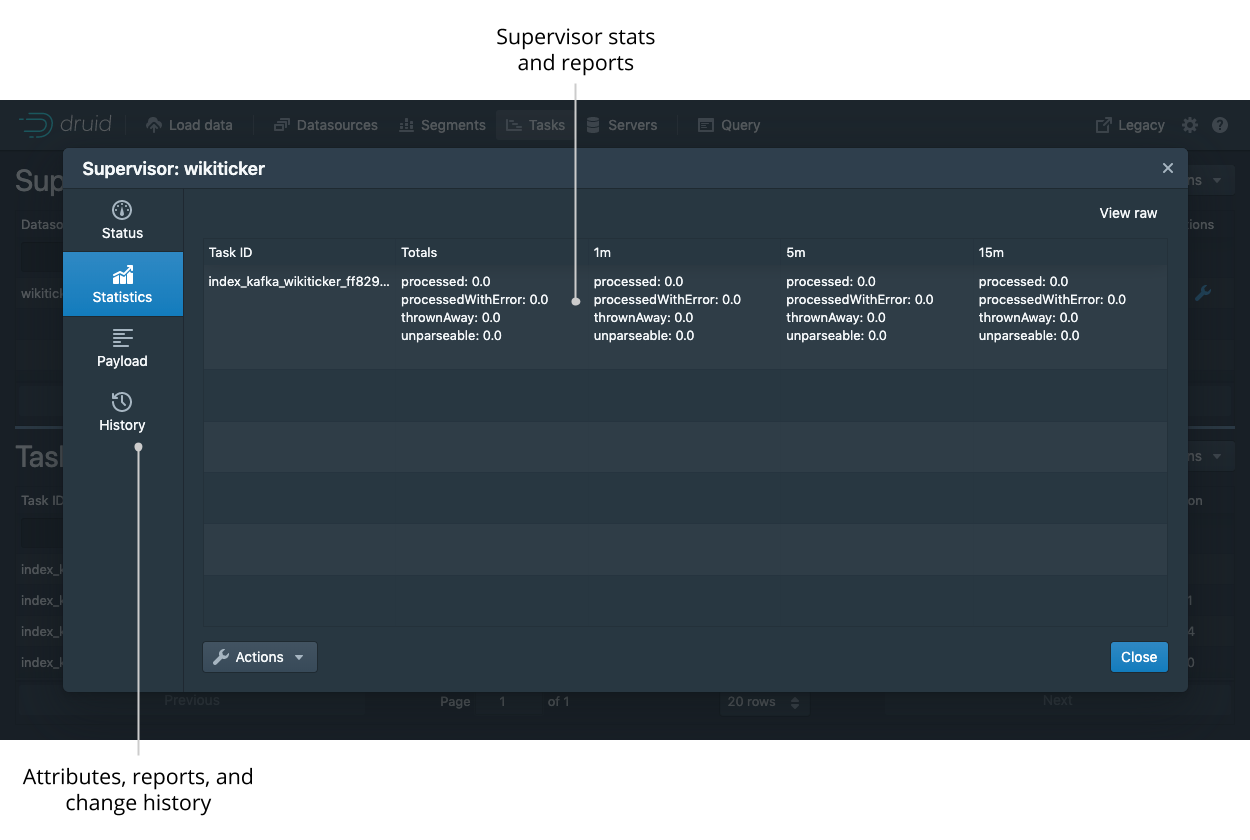 Supervisor stats
and reports
druid
Load data
Datasources
Segments
Tasks
Servers
Query
Legacy
Supervisor: wikiticker
Status
Statistics
Payload
History
View raw
Task ID Totals 1m 5m 15m
index_kafka_wikiticker_ff829... processed: 0.0 processed: 0.0 processed: 0.0 processed: 0.0
processedWithError: 0.0 processedWithError: 0.0 processedWithError: 0.0 processedWithError: 0.0
thrownAway: 0.0 thrownAway: 0.0 thrownAway: 0.0 thrownAway: 0.0
unparseable: 0.0 unparseable: 0.0 unparseable: 0.0 unparseable: 0.0
Actions
Close
Task ID
Previous
Page 1 of 1
20 rows
Next
Attributes, reports, and
change history